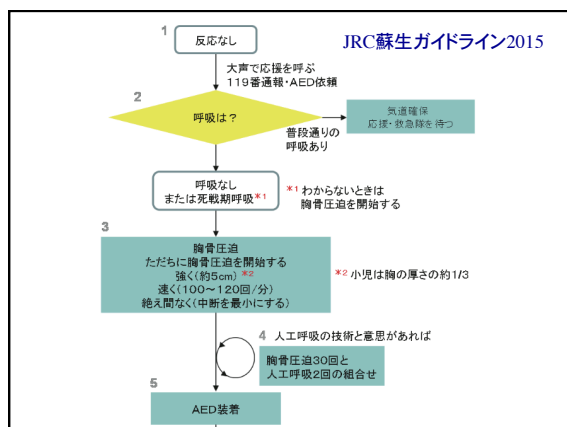 JRC蘇生ガイドライン2015
1
反応なし
大声で応援を呼ぶ
119番通報・AED依頼
2
呼吸は？
普段通りの
呼吸あり
気道確保
応援・救急隊を待つ
呼吸なし
または死戦期呼吸*1
*1 わからないときは
胸骨圧迫を開始する
3
胸骨圧迫
ただちに胸骨圧迫を開始する
強く(約5cm) *2
速く(100～120回/分)
絶え間なく(中断を最小にする)
*2 小児は胸の厚さの約1/3
4 人工呼吸の技術と意思があれば
胸骨圧迫30回と
人工呼吸2回の組合せ
5
AED装着